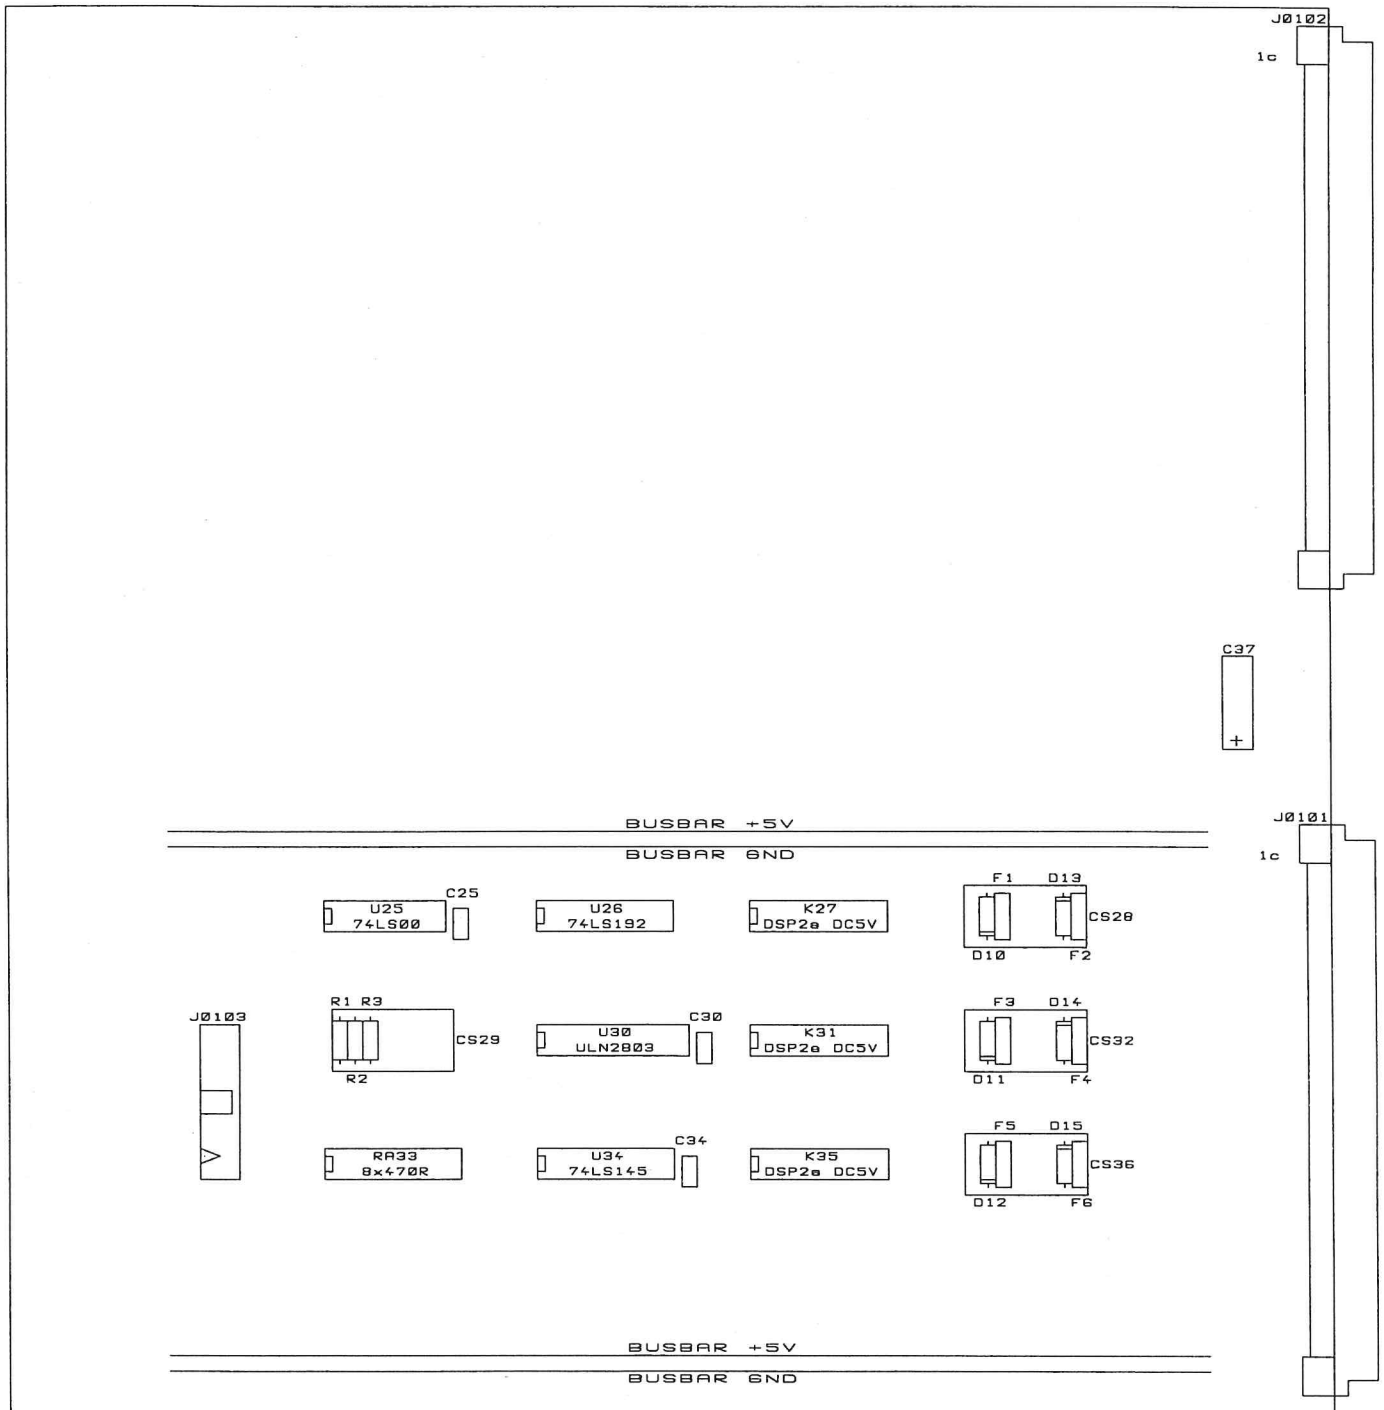 J0102
1c
C37
+
BUSBAR +5V
J0101
BUSBAR GND
1c
F1 D13
C25
U25
74LS00
U26
74LS192
K27
DSP2a DC5V
CS28
D10 F2
R1 R3
F3 D14
J0103
C30
CS29
U30
ULN2803
K31
DSP2a DC5V
CS32
R2
D11 F4
F5 D15
C34
RA33
8x470R
U34
74LS145
K35
DSP2a DC5V
CS36
D12 F6
BUSBAR +5V
BUSBAR GND